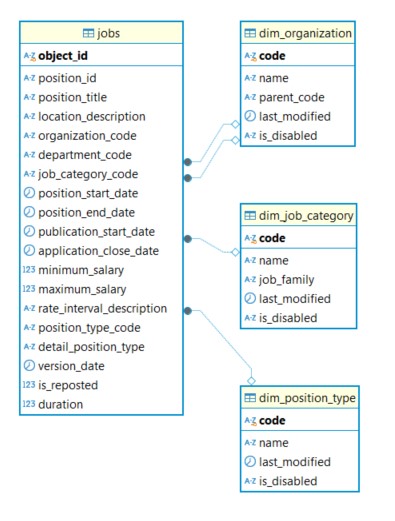 jobs
A-Z object_id
A-Z position_id
A-Z position_title
A-Z location_description
A-Z organization_code
A-Z department_code
A-Z job_category_code
position_start_date
position_end_date
publication_start_date
application_close_date
123 minimum_salary
123 maximum_salary
A-Z rate_interval_description
A-Z position_type_code
A-Z detail_position_type
version_date
123 is_reposted
123 duration
dim_organization
A-Z code
A-Z name
A-Z parent_code
last_modified
A-Z is_disabled
dim_job_category
A-Z code
A-Z name
A-Z job_family
last_modified
A-Z is_disabled
dim_position_type
A-Z code
A-Z name
last_modified
A-Z is_disabled